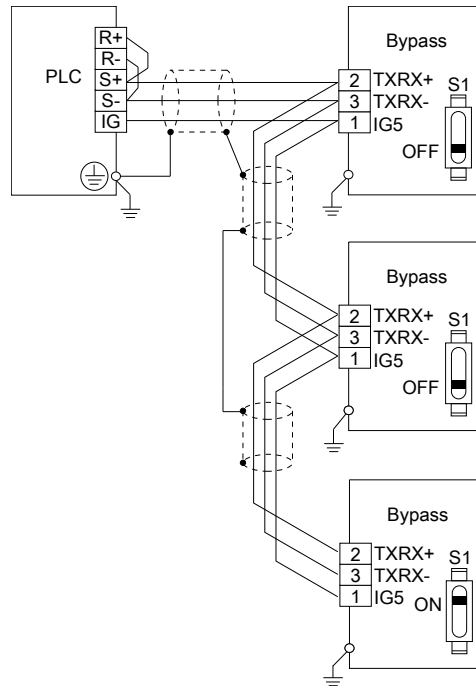 PLC
R+
R-
S+
S-
IG
Bypass
2 TXRX+
3 TXRX-
1 IG5
S1
OFF
Bypass
2 TXRX+
3 TXRX-
1 IG5
S1
OFF
Bypass
2 TXRX+
3 TXRX-
1 IG5
S1
ON